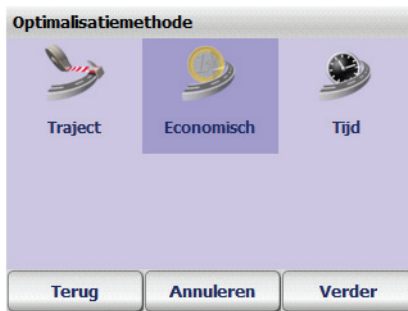 Optimalisatiemethode
Traject Economisch Tijd
Terug Annuleren Verder